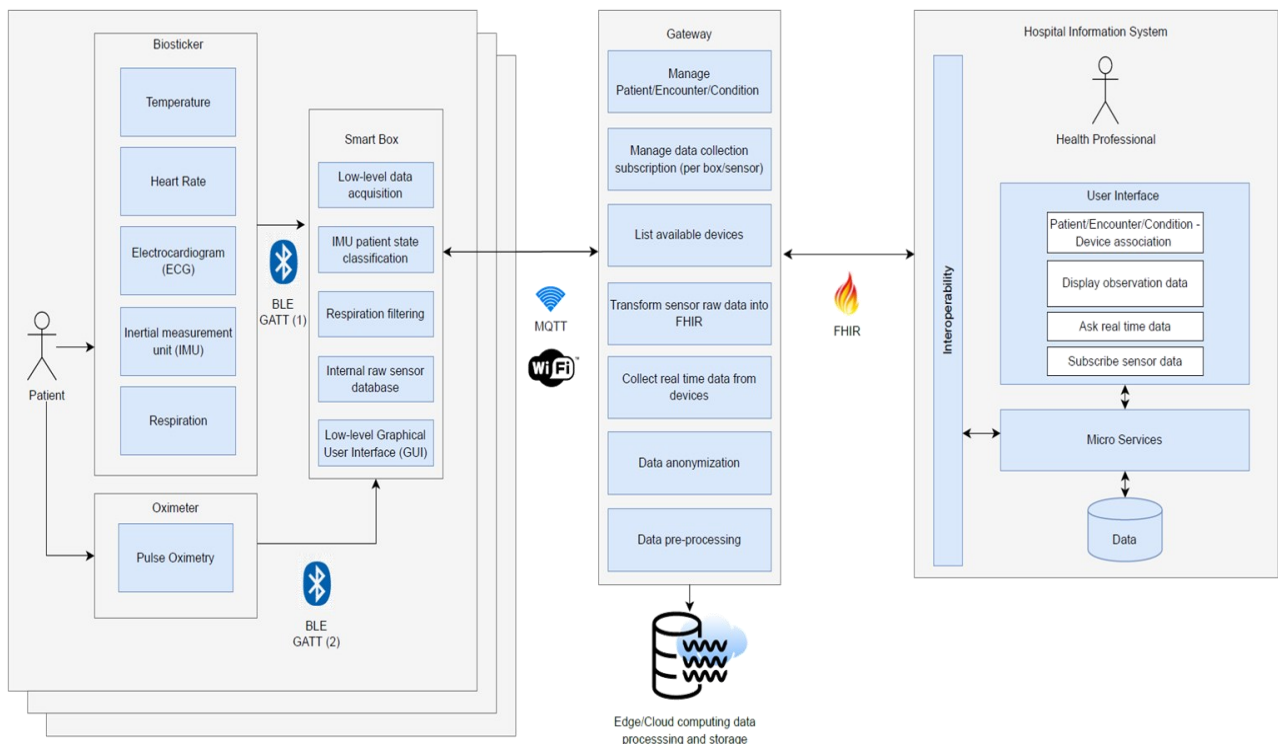 Biosticker
Temperature
Heart Rate
Electrocardiogram
(ECG)
Inertial measurement
unit (IMU)
Respiration
Patient
Oximeter
Pulse Oximetry
BLE
GATT (1)
BLE
GATT (2)
Smart Box
Low-level data
acquisition
IMU patient state
classification
Respiration filtering
Internal raw sensor
database
Low-level Graphical
User Interface (GUI)
MQTT
WiFi™
Gateway
Manage
Patient/Encounter/Condition
Manage data collection
subscription (per box/sensor)
List available devices
Transform sensor raw data into
FHIR
Collect real time data from
devices
Data anonymization
Data pre-processing
Edge/Cloud computing data
processsing and storage
FHIR
Hospital Information System
Health Professional
Interoperability
User Interface
Patient/Encounter/Condition -
Device association
Display observation data
Ask real time data
Subscribe sensor data
Micro Services
Data